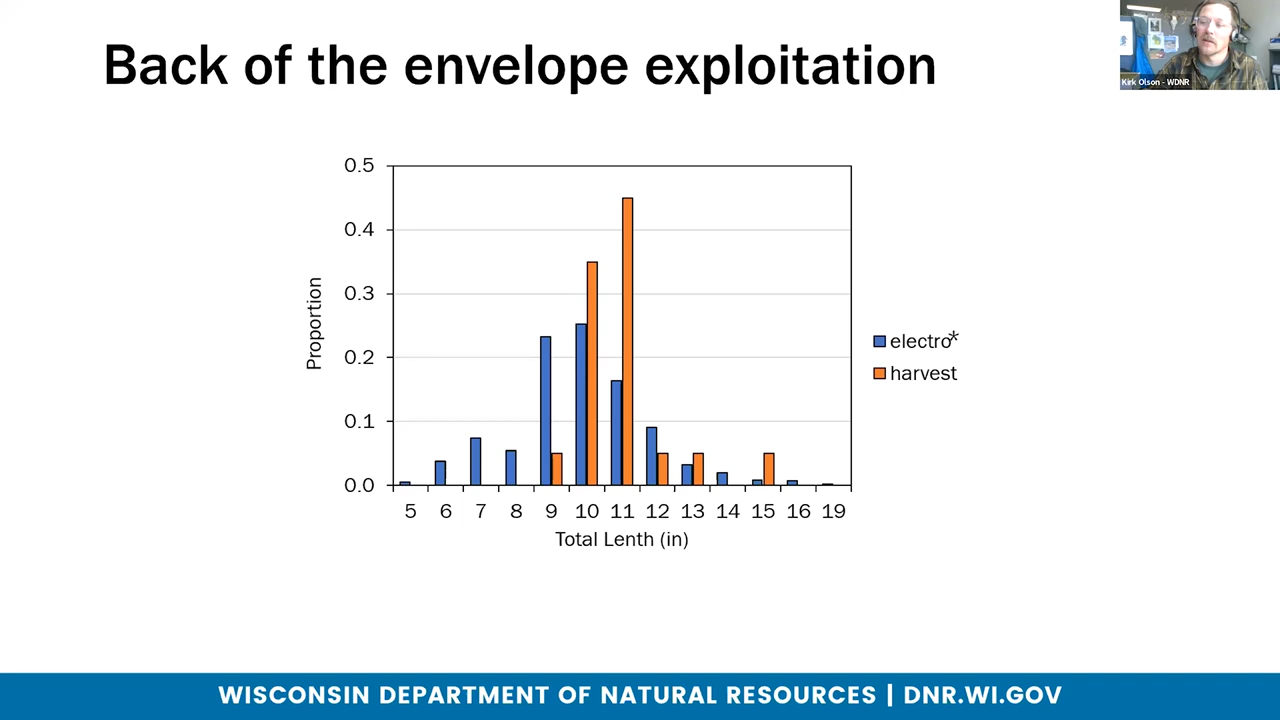 Back of the envelope exploitation
Kirk Olson - WDNR
0.5
0.4
0.3
0.2
0.1
0.0
Proportion
5 6 7 8 9 10 11 12 13 14 15 16 19
Total Lenth (in)
electro*
harvest
WISCONSIN DEPARTMENT OF NATURAL RESOURCES | DNR.WI.GOV